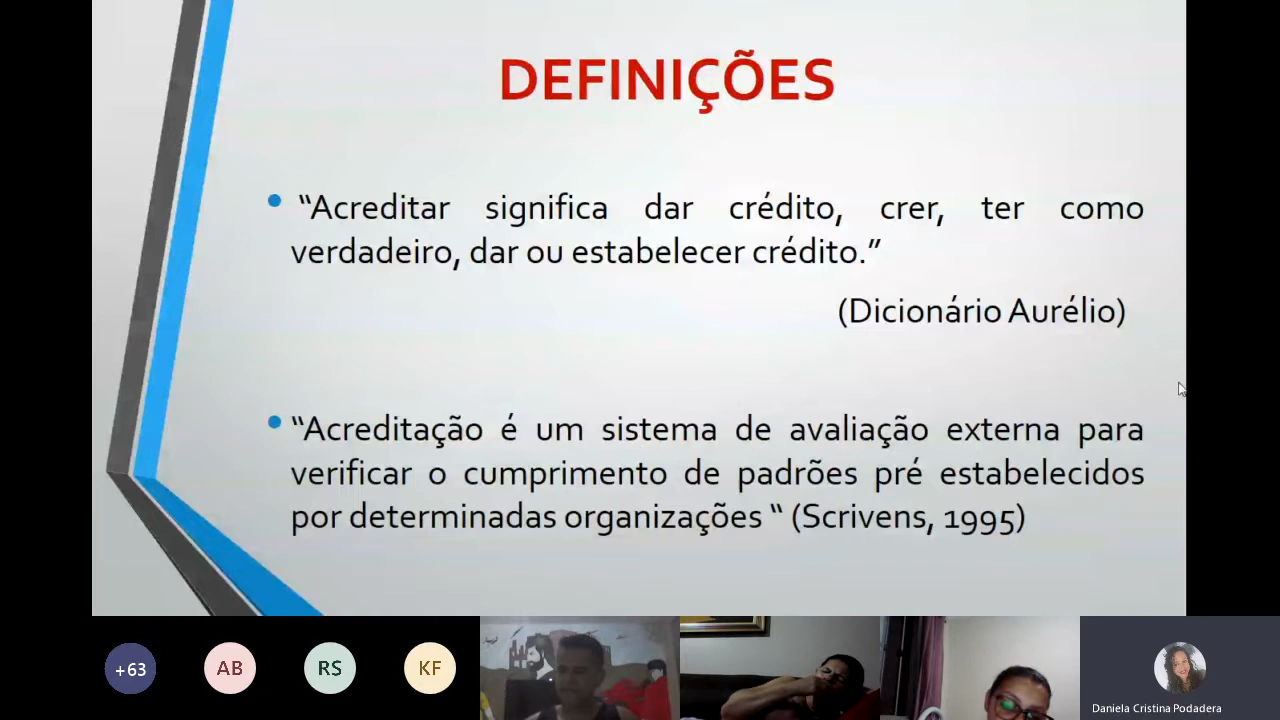 DEFINIÇÕES
• “Acreditar significa dar crédito, crer, ter como
verdadeiro, dar ou estabelecer crédito.”
(Dicionário Aurélio)
• “Acreditação é um sistema de avaliação externa para
verificar o cumprimento de padrões pré estabelecidos
por determinadas organizações “ (Scrivens, 1995)
+63
AB
RS
KF
Daniela Cristina Podadera